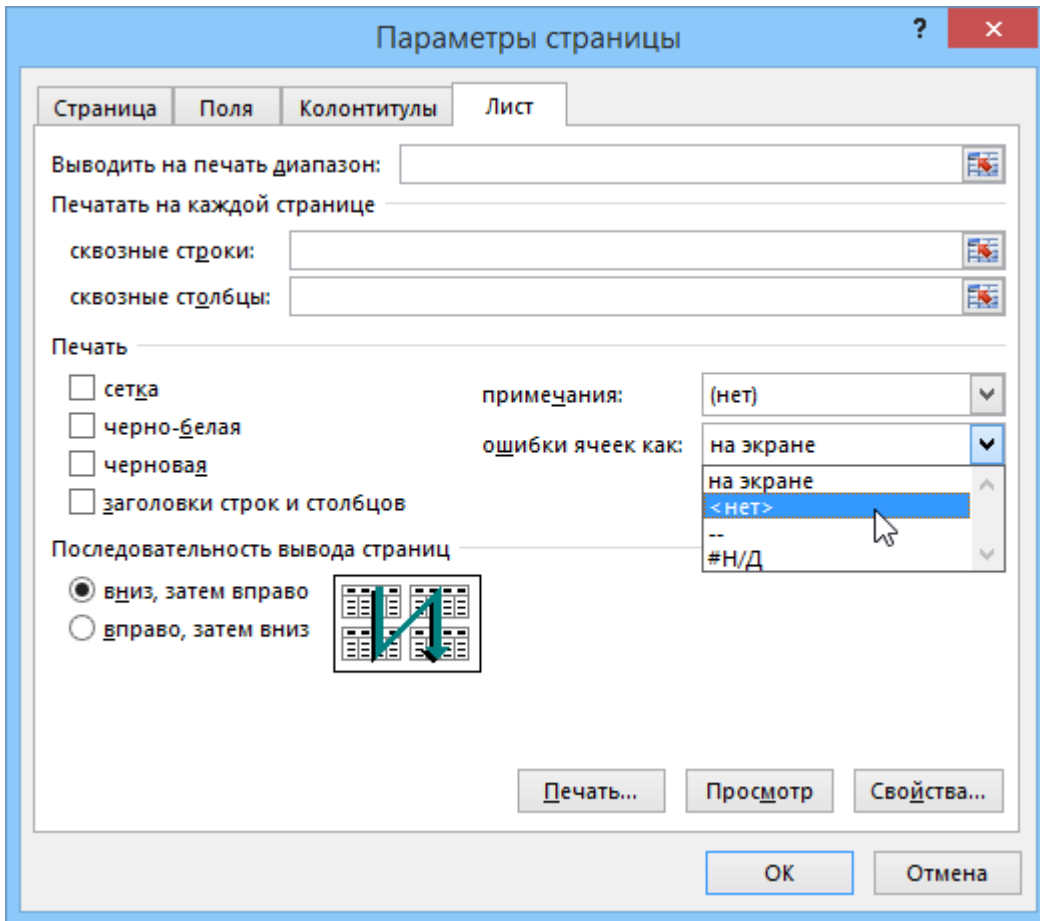 Параметры страницы
?
Страница Поля Колонтитулы Лист
Выводить на печать диапазон:
Печатать на каждой странице
сквозные строки:
сквозные столбцы:
Печать
сетка
примечания: (нет)
черно-белая
ошибки ячеек как: на экране
черновая
на экране
<нет>
заголовки строк и столбцов
--
#Н/Д
Последовательность вывода страниц
вниз, затем вправо
вправо, затем вниз
Печать... Просмотр Свойства...
ОК Отмена